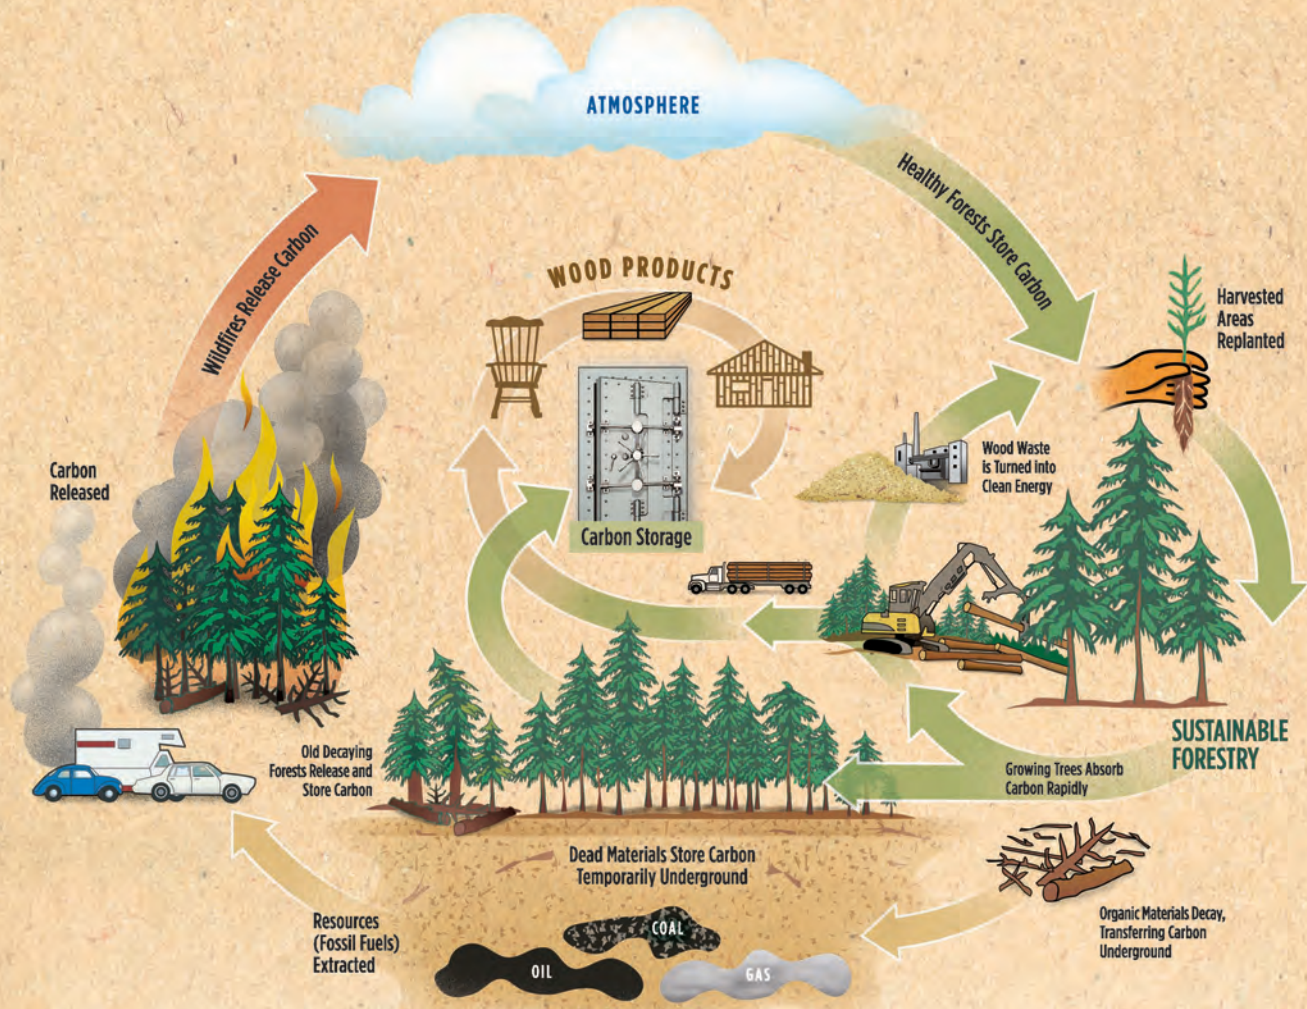 ATMOSPHERE
Healthy Forests Store Carbon
Wildfires Release Carbon
WOOD PRODUCTS
Harvested
Areas
Replanted
Carbon
Released
Wood Waste
is Turned into
Clean Energy
Carbon Storage
SUSTAINABLE
FORESTRY
Old Decaying
Forests Release and
Store Carbon
Growing Trees Absorb
Carbon Rapidly
Dead Materials Store Carbon
Temporarily Underground
Resources
(Fossil Fuels)
Extracted
COAL
OIL
GAS
Organic Materials Decay,
Transferring Carbon
Underground